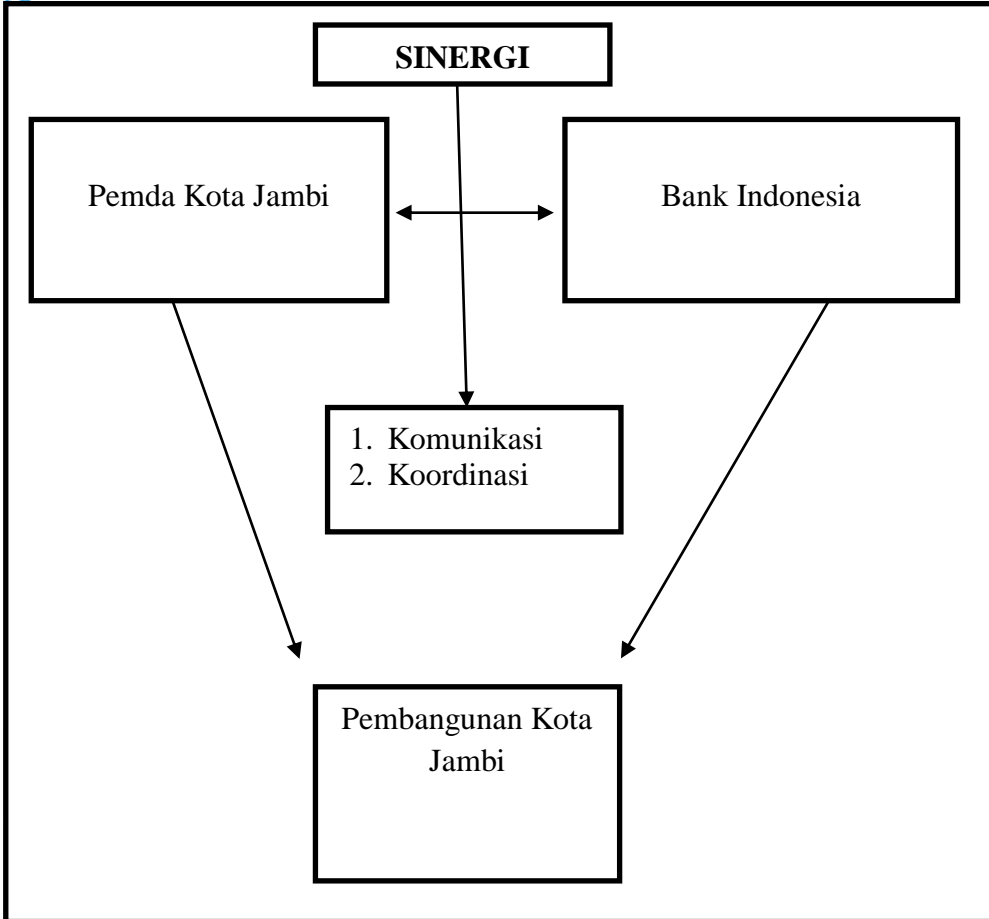 SINERGI
Pemda Kota Jambi
Bank Indonesia
1. Komunikasi
2. Koordinasi
Pembangunan Kota
Jambi